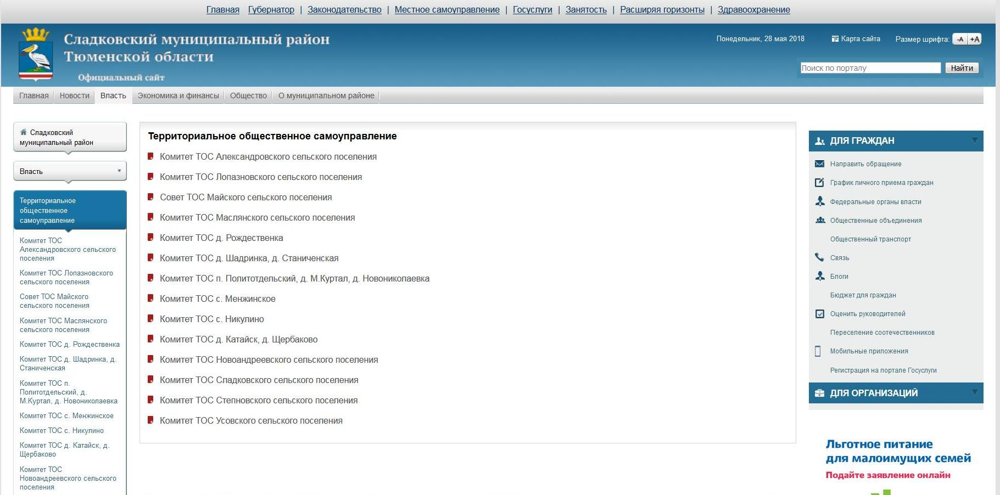 Главная Губернатор | Законодательство | Местное самоуправление | Госуслуги | Занятость | Расширяя горизонты | Здравоохранение
Сладковский муниципальный район
Тюменской области
Официальный сайт
Понедельник, 28 мая 2018
Карта сайта
Размер шрифта: -A +A
Поиск по порталу
Найти
Главная Новости Власть Экономика и финансы Общество О муниципальном районе
Сладковский
муниципальный район
Власть
Территориальное
общественное
самоуправление
Комитет ТОС
Александровского сельского
поселения
Комитет ТОС Лопазновского
сельского поселения
Совет ТОС Майского
сельского поселения
Комитет ТОС Маслянского
сельского поселения
Комитет ТОС д. Рождественка
Комитет ТОС д. Шадринка, д.
Станиченская
Комитет ТОС п.
Политотдельский, д.
М.Куртал, д. Новониколаевка
Комитет ТОС с. Менжинское
Комитет ТОС с. Никулино
Комитет ТОС д. Катайск, д.
Щербаково
Комитет ТОС
Новоандреевского сельского
поселения
Территориальное общественное самоуправление
Комитет ТОС Александровского сельского поселения
Комитет ТОС Лопазновского сельского поселения
Совет ТОС Майского сельского поселения
Комитет ТОС Маслянского сельского поселения
Комитет ТОС д. Рождественка
Комитет ТОС д. Шадринка, д. Станиченская
Комитет ТОС п. Политотдельский, д. М.Куртал, д. Новониколаевка
Комитет ТОС с. Менжинское
Комитет ТОС с. Никулино
Комитет ТОС д. Катайск, д. Щербаково
Комитет ТОС Новоандреевского сельского поселения
Комитет ТОС Сладковского сельского поселения
Комитет ТОС Степновского сельского поселения
Комитет ТОС Усовского сельского поселения
ДЛЯ ГРАЖДАН
Направить обращение
График личного приема граждан
Федеральные органы власти
Общественные объединения
Общественный транспорт
Связь
Блоги
Бюджет для граждан
Оценить руководителей
Переселение соотечественников
Мобильные приложения
Регистрация на портале Госуслуги
ДЛЯ ОРГАНИЗАЦИЙ
Льготное питание
для малоимущих семей
Подайте заявление онлайн